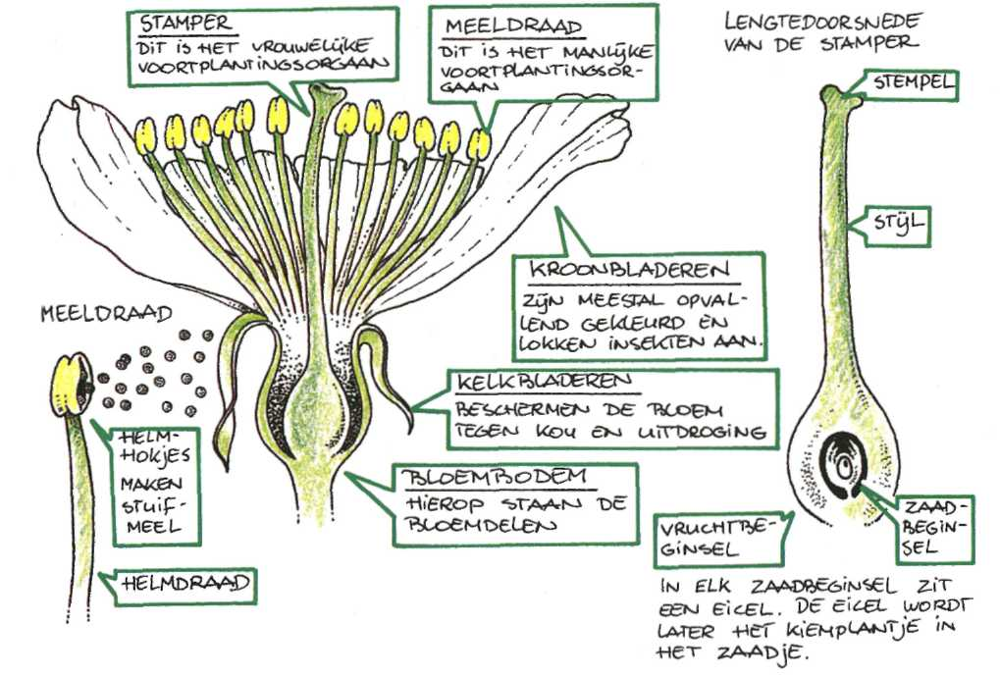 STAMPER
DIT IS HET VROUWELIJKE
VOORTPLANTINGSORGAAN
MEELDRAAD
DIT IS HET MANLIJKE
VOORTPLANTINGSOR-
GAAN
LENGTEDOORSNEDE
VAN DE STAMPER
STEMPEL
STIJL
KROONBLADEREN
ZIJN MEESTAL OPVAL-
LEND GEKLEURD EN
LOKKEN INSEKTEN AAN.
MEELDRAAD
KELKBLADEREN
BESCHERMEN DE BLOEM
TEGEN KOU EN UITDROGING
HELM-
HOKJES
MAKEN
STUIF-
MEEL
BLOEMBODEM
HIEROP STAAN DE
BLOEMDELEN
HELMDRAAD
VRUCHTBE-
GINSEL
ZAAD-
BEGIN-
SEL
IN ELK ZAADBEGINSEL ZIT
EEN EICEL. DE EICEL WORDT
LATER HET KIEMPLANTJE IN
HET ZAADJE.